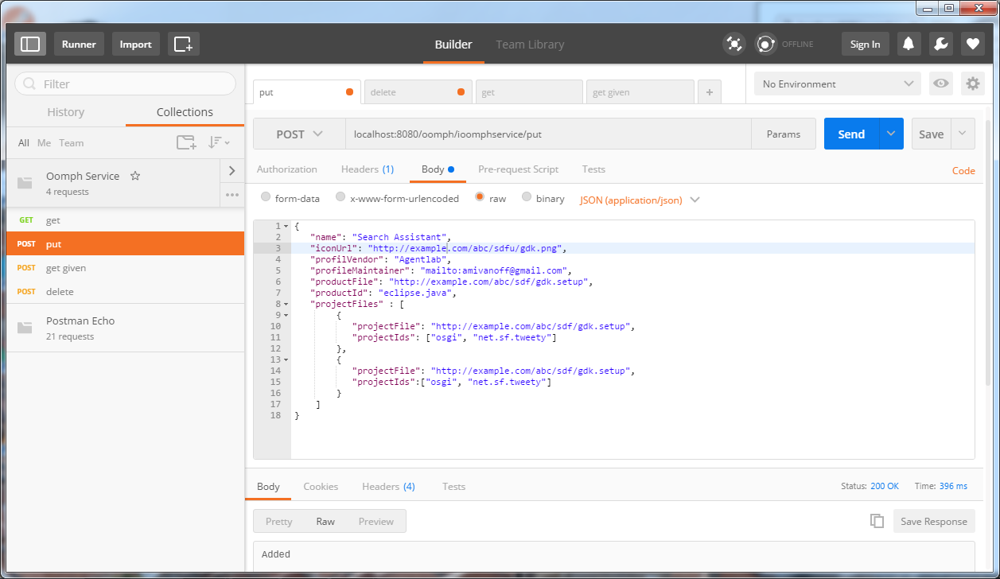 Runner
Import
Builder
Team Library
OFFLINE
Sign In
Filter
History
Collections
All Me Team
Oomph Service
4 requests
GET get
POST put
POST get given
POST delete
Postman Echo
21 requests
put
delete
get
get given
+
No Environment
POST
localhost:8080/oomph/ioomphservice/put
Params
Send
Save
Authorization
Headers (1)
Body
Pre-request Script
Tests
Code
form-data
x-www-form-urlencoded
raw
binary
JSON (application/json)
1 {
2 "name": "Search Assistant",
3 "iconUrl": "http://example.com/abc/sdfu/gdk.png",
4 "profilVendor": "Agentlab",
5 "profileMaintainer": "mailto:amivanoff@gmail.com",
6 "productFile": "http://example.com/abc/sdf/gdk.setup",
7 "productId": "eclipse.java",
8 "projectFiles" : [
9 {
10 "projectFile": "http://example.com/abc/sdf/gdk.setup",
11 "projectIds": ["osgi", "net.sf.tweety"]
12 },
13 {
14 "projectFile": "http://example.com/abc/sdf/gdk.setup",
15 "projectIds":["osgi", "net.sf.tweety"]
16 }
17 ]
18 }
Body
Cookies
Headers (4)
Tests
Status: 200 OK
Time: 396 ms
Pretty
Raw
Preview
Save Response
Added